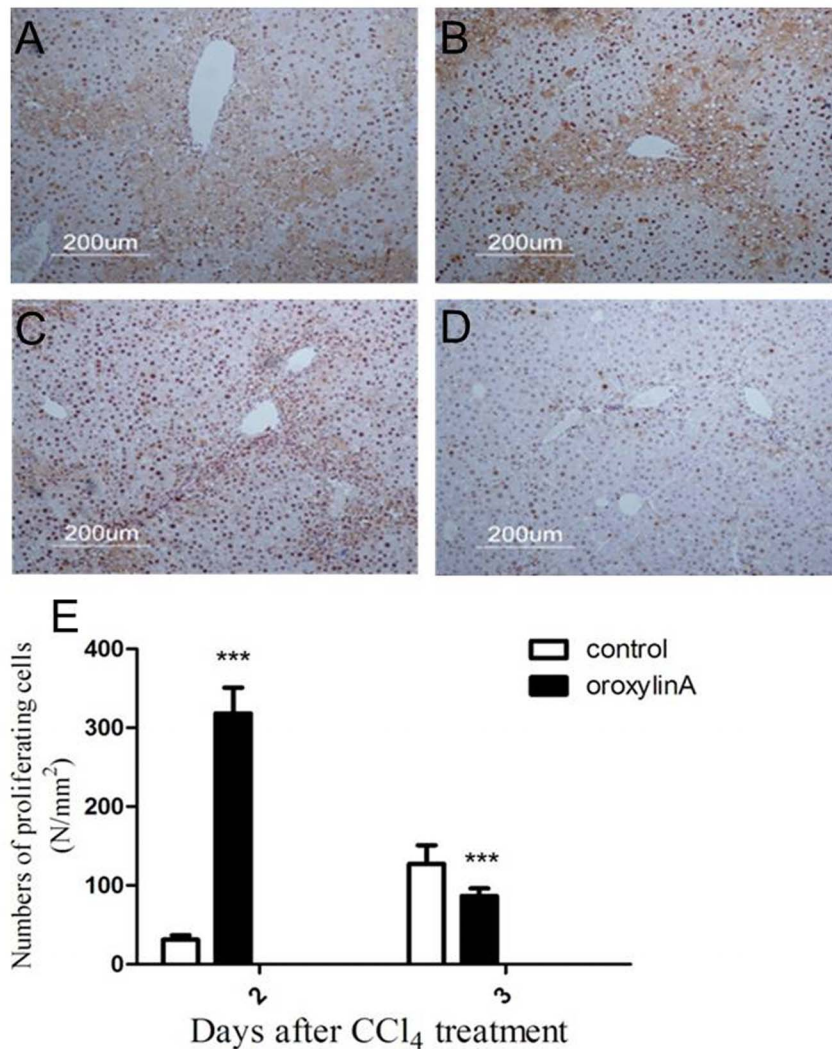 A
200um
B
200um
C
200um
D
200um
E
Numbers of proliferating cells
(N/mm²)
400
300
200
100
0
***
***
control
oroxylinA
2
3
Days after CCl₄ treatment